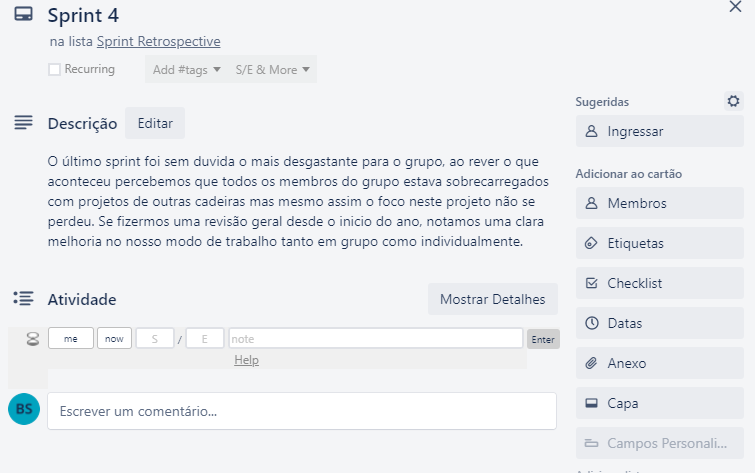 Sprint 4
na lista Sprint Retrospective
Recurring
Add #tags
S/E & More
Descrição
Editar
O último sprint foi sem duvida o mais desgastante para o grupo, ao rever o que
aconteceu percebemos que todos os membros do grupo estava sobrecarregados
com projetos de outras cadeiras mas mesmo assim o foco neste projeto não se
perdeu. Se fizermos uma revisão geral desde o inicio do ano, notamos uma clara
melhoria no nosso modo de trabalho tanto em grupo como individualmente.
Atividade
Mostrar Detalhes
me now S / E note Enter
Help
BS
Escrever um comentário...
Sugeridas
Ingressar
Adicionar ao cartão
Membros
Etiquetas
Checklist
Datas
Anexo
Capa
Campos Personali...